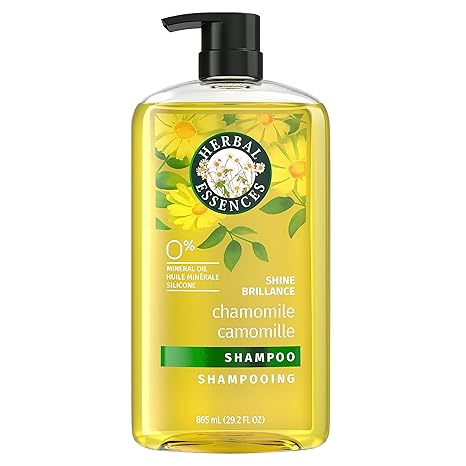 HERBAL
ESSENCES
0%
MINERAL OIL
HUILE MINÉRALE
SILICONE
SHINE
BRILLANCE
chamomile
camomille
SHAMPOO
SHAMPOOING
865 mL (29.2 FL OZ)